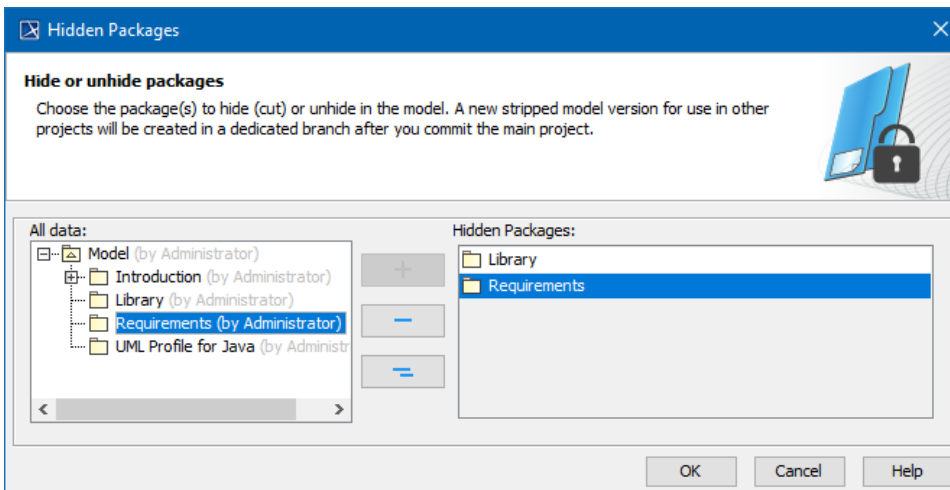 Hidden Packages
Hide or unhide packages
Choose the package(s) to hide (cut) or unhide in the model. A new stripped model version for use in other
projects will be created in a dedicated branch after you commit the main project.
All data:
Hidden Packages:
Model (by Administrator)
Introduction (by Administrator)
Library (by Administrator)
Requirements (by Administrator)
UML Profile for Java (by Administr
Library
Requirements
OK
Cancel
Help